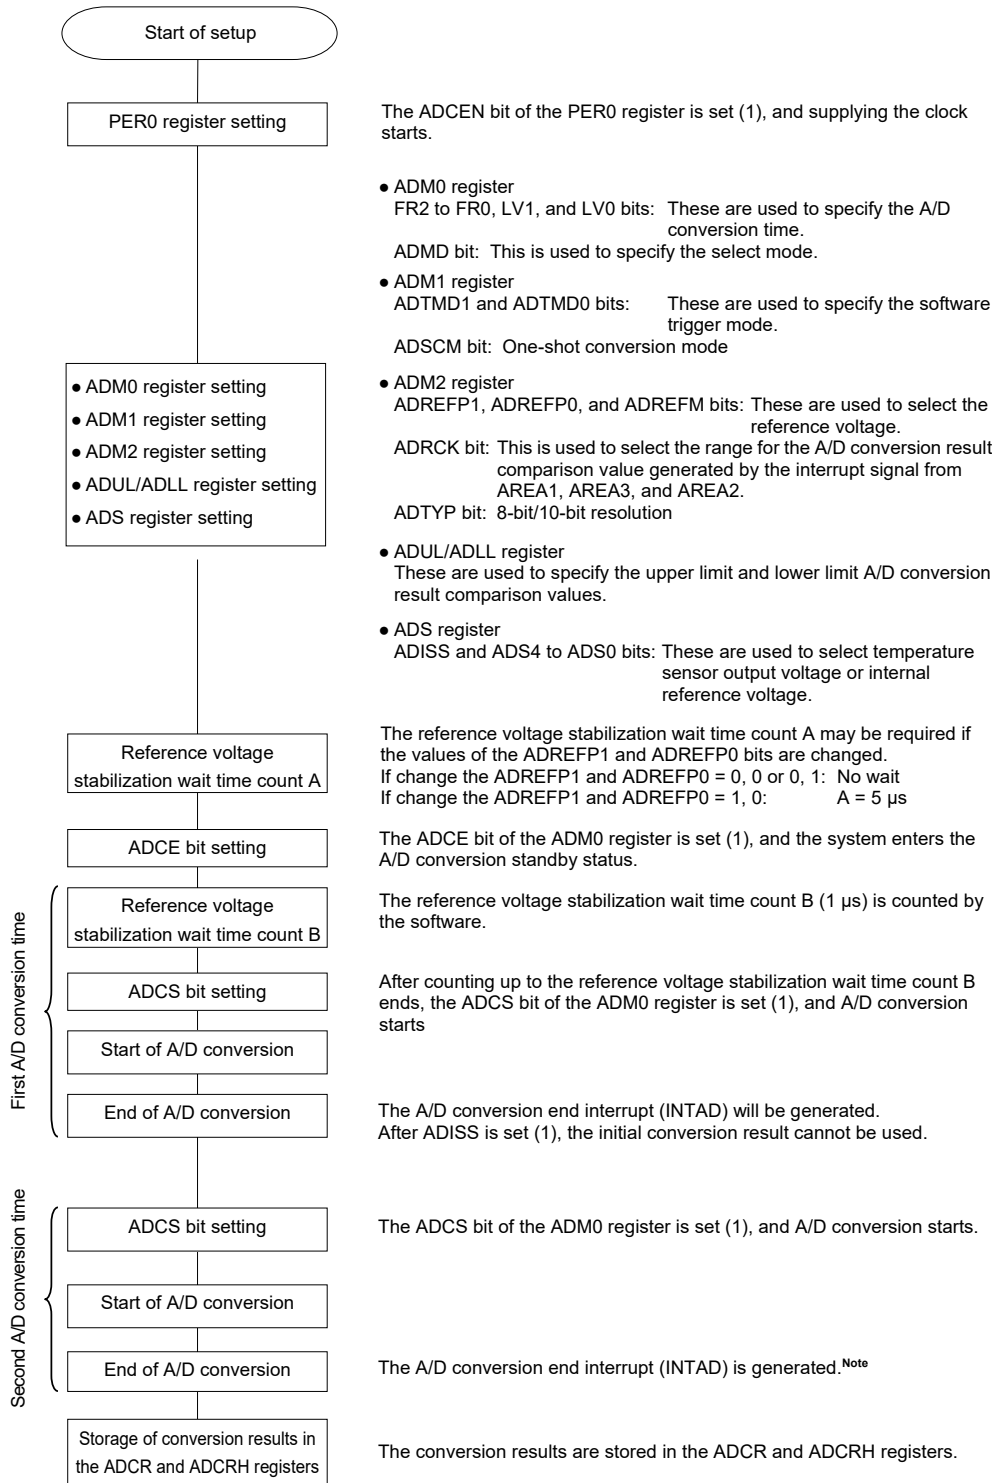 Start of setup
PER0 register setting
The ADCEN bit of the PER0 register is set (1), and supplying the clock
starts.
● ADM0 register
FR2 to FR0, LV1, and LV0 bits: These are used to specify the A/D
conversion time.
ADMD bit: This is used to specify the select mode.
● ADM1 register
ADTMD1 and ADTMD0 bits: These are used to specify the software
trigger mode.
ADSCM bit: One-shot conversion mode
● ADM0 register setting
● ADM1 register setting
● ADM2 register setting
● ADUL/ADLL register setting
● ADS register setting
● ADM2 register
ADREFP1, ADREFP0, and ADREFM bits: These are used to select the
reference voltage.
ADRCK bit: This is used to select the range for the A/D conversion result
comparison value generated by the interrupt signal from
AREA1, AREA3, and AREA2.
ADTYP bit: 8-bit/10-bit resolution
● ADUL/ADLL register
These are used to specify the upper limit and lower limit A/D conversion
result comparison values.
● ADS register
ADISS and ADS4 to ADS0 bits: These are used to select temperature
sensor output voltage or internal
reference voltage.
Reference voltage
stabilization wait time count A
The reference voltage stabilization wait time count A may be required if
the values of the ADREFP1 and ADREFP0 bits are changed.
If change the ADREFP1 and ADREFP0 = 0, 0 or 0, 1: No wait
If change the ADREFP1 and ADREFP0 = 1, 0: A = 5 µs
ADCE bit setting
The ADCE bit of the ADM0 register is set (1), and the system enters the
A/D conversion standby status.
First A/D conversion time
Reference voltage
stabilization wait time count B
The reference voltage stabilization wait time count B (1 µs) is counted by
the software.
ADCS bit setting
After counting up to the reference voltage stabilization wait time count B
ends, the ADCS bit of the ADM0 register is set (1), and A/D conversion
starts
Start of A/D conversion
End of A/D conversion
The A/D conversion end interrupt (INTAD) will be generated.
After ADISS is set (1), the initial conversion result cannot be used.
Second A/D conversion time
ADCS bit setting
The ADCS bit of the ADM0 register is set (1), and A/D conversion starts.
Start of A/D conversion
End of A/D conversion
The A/D conversion end interrupt (INTAD) is generated.Note
Storage of conversion results in
the ADCR and ADCRH registers
The conversion results are stored in the ADCR and ADCRH registers.